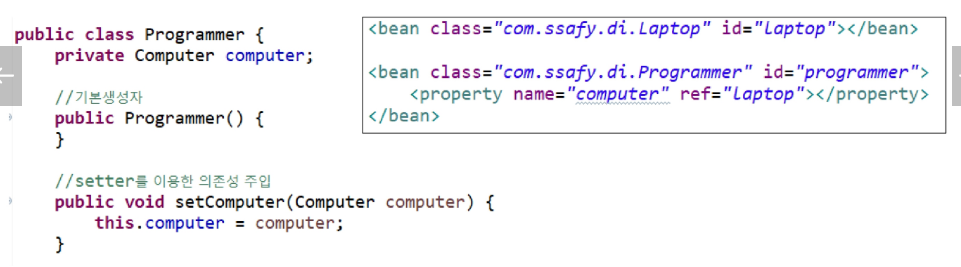 public class Programmer {
    private Computer computer;
    //기본생성자
    public Programmer() {
    }
    //setter를 이용한 의존성 주입
    public void setComputer(Computer computer) {
        this.computer = computer;
    }
<bean class="com.ssafy.di.Laptop" id="laptop"></bean>
<bean class="com.ssafy.di.Programmer" id="programmer">
    <property name="computer" ref="laptop"></property>
</bean>